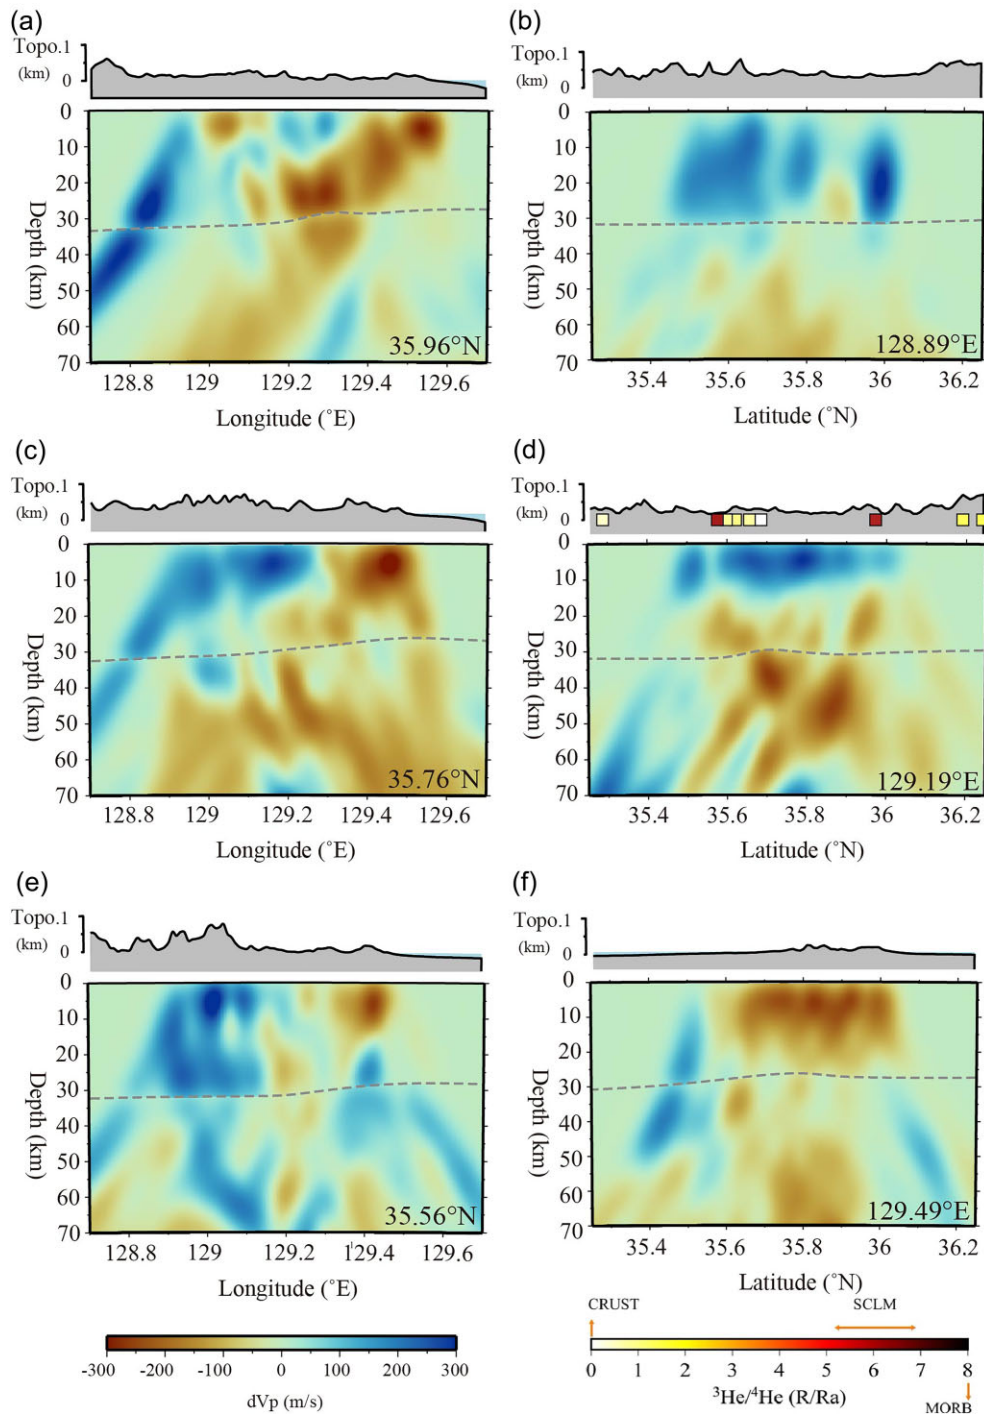 (a)
Topo.1
(km)
0
0
10
20
30
40
50
60
70
Depth (km)
35.96°N
128.8
129
129.2
129.4
129.6
Longitude (°E)
(b)
0
10
20
30
40
50
60
70
Depth (km)
128.89°E
35.4
35.6
35.8
36
36.2
Latitude (°N)
(c)
Topo.1
(km)
0
0
10
20
30
40
50
60
70
Depth (km)
35.76°N
128.8
129
129.2
129.4
129.6
Longitude (°E)
(d)
Topo.1
(km)
0
0
10
20
30
40
50
60
70
Depth (km)
129.19°E
35.4
35.6
35.8
36
36.2
Latitude (°N)
(e)
Topo.1
(km)
0
0
10
20
30
40
50
60
70
Depth (km)
35.56°N
128.8
129
129.2
129.4
129.6
Longitude (°E)
(f)
Topo.1
(km)
0
0
10
20
30
40
50
60
70
Depth (km)
129.49°E
35.4
35.6
35.8
36
36.2
Latitude (°N)
-300 -200 -100 0 100 200 300
dVp (m/s)
CRUST SCLM
0 1 2 3 4 5 6 7 8
³He/⁴He (R/Ra)
MORB